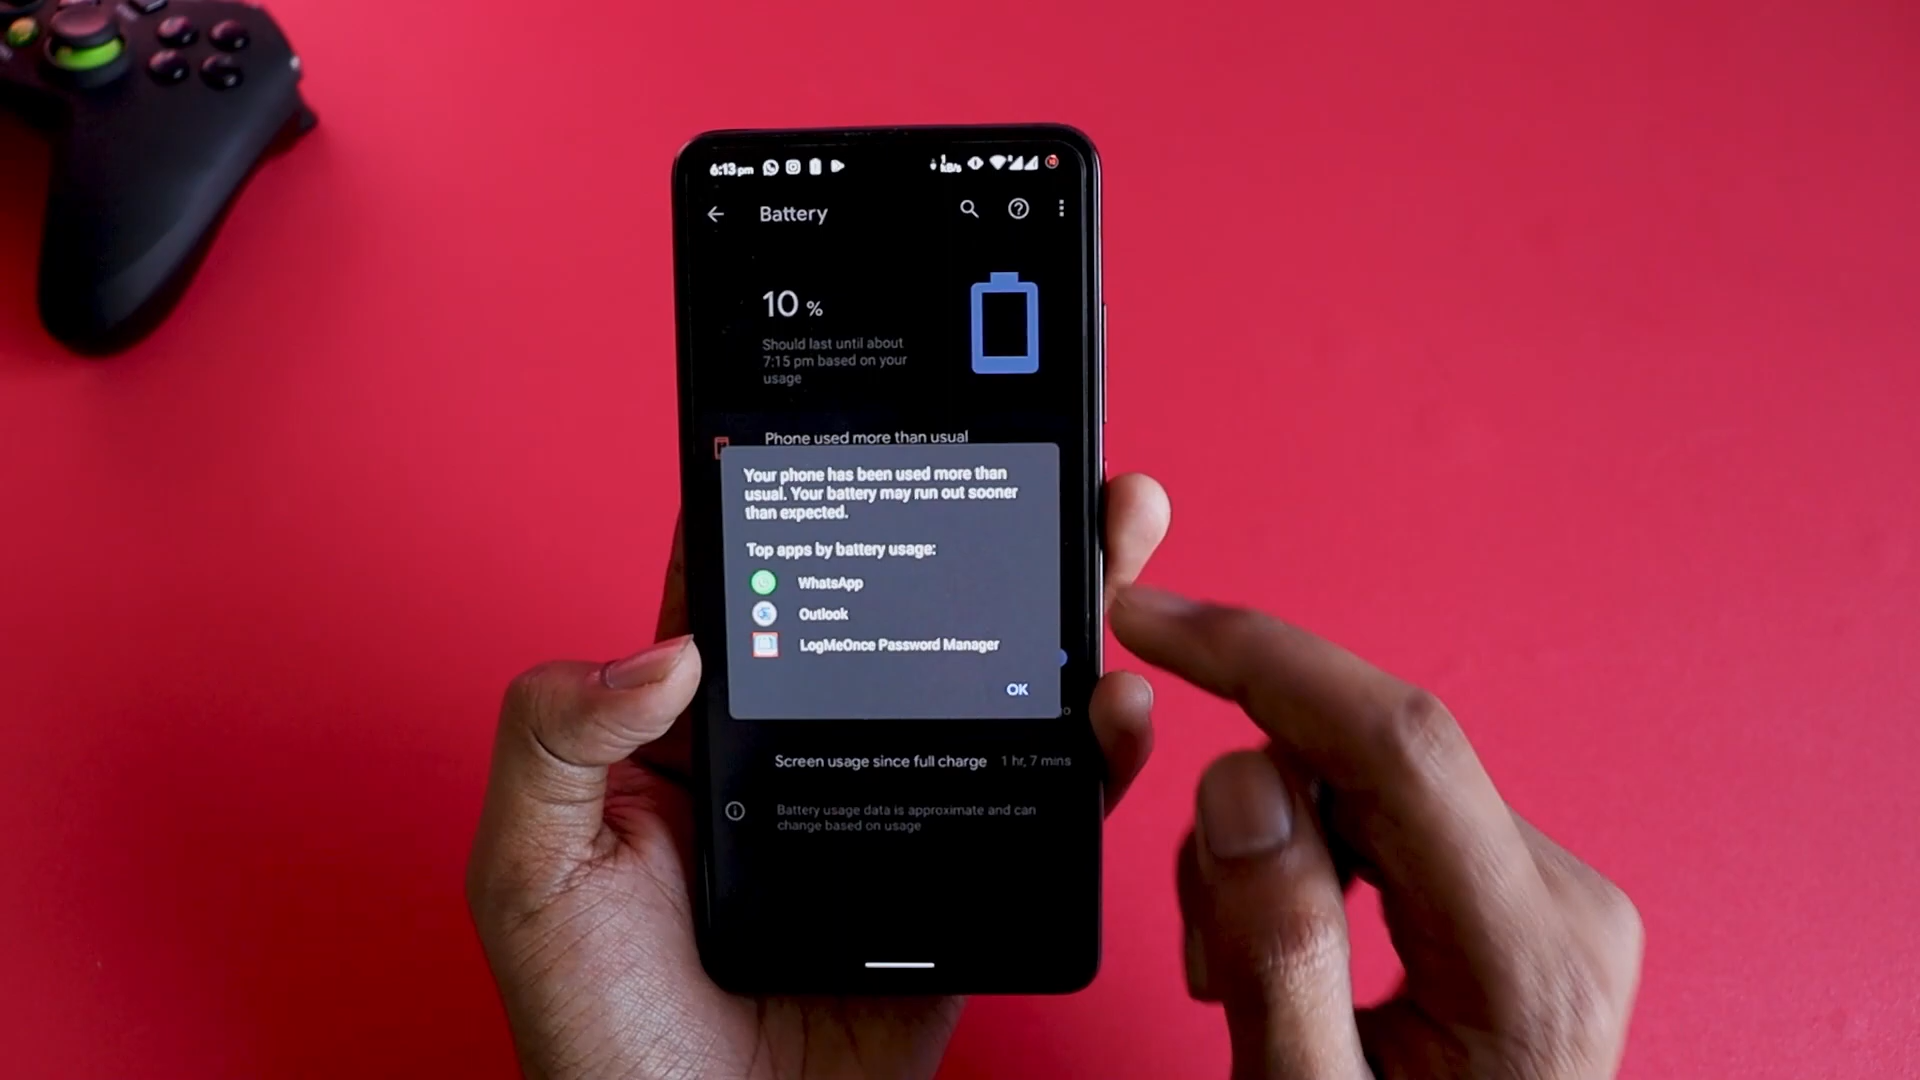 6:13pm
1
kB/s
Battery
10 %
Should last until about
7:15 pm based on your
usage
Phone used more than usual
Your phone has been used more than
usual. Your battery may run out sooner
than expected.
Top apps by battery usage:
WhatsApp
Outlook
LogMeOnce Password Manager
OK
Screen usage since full charge 1 hr, 7 mins
Battery usage data is approximate and can
change based on usage